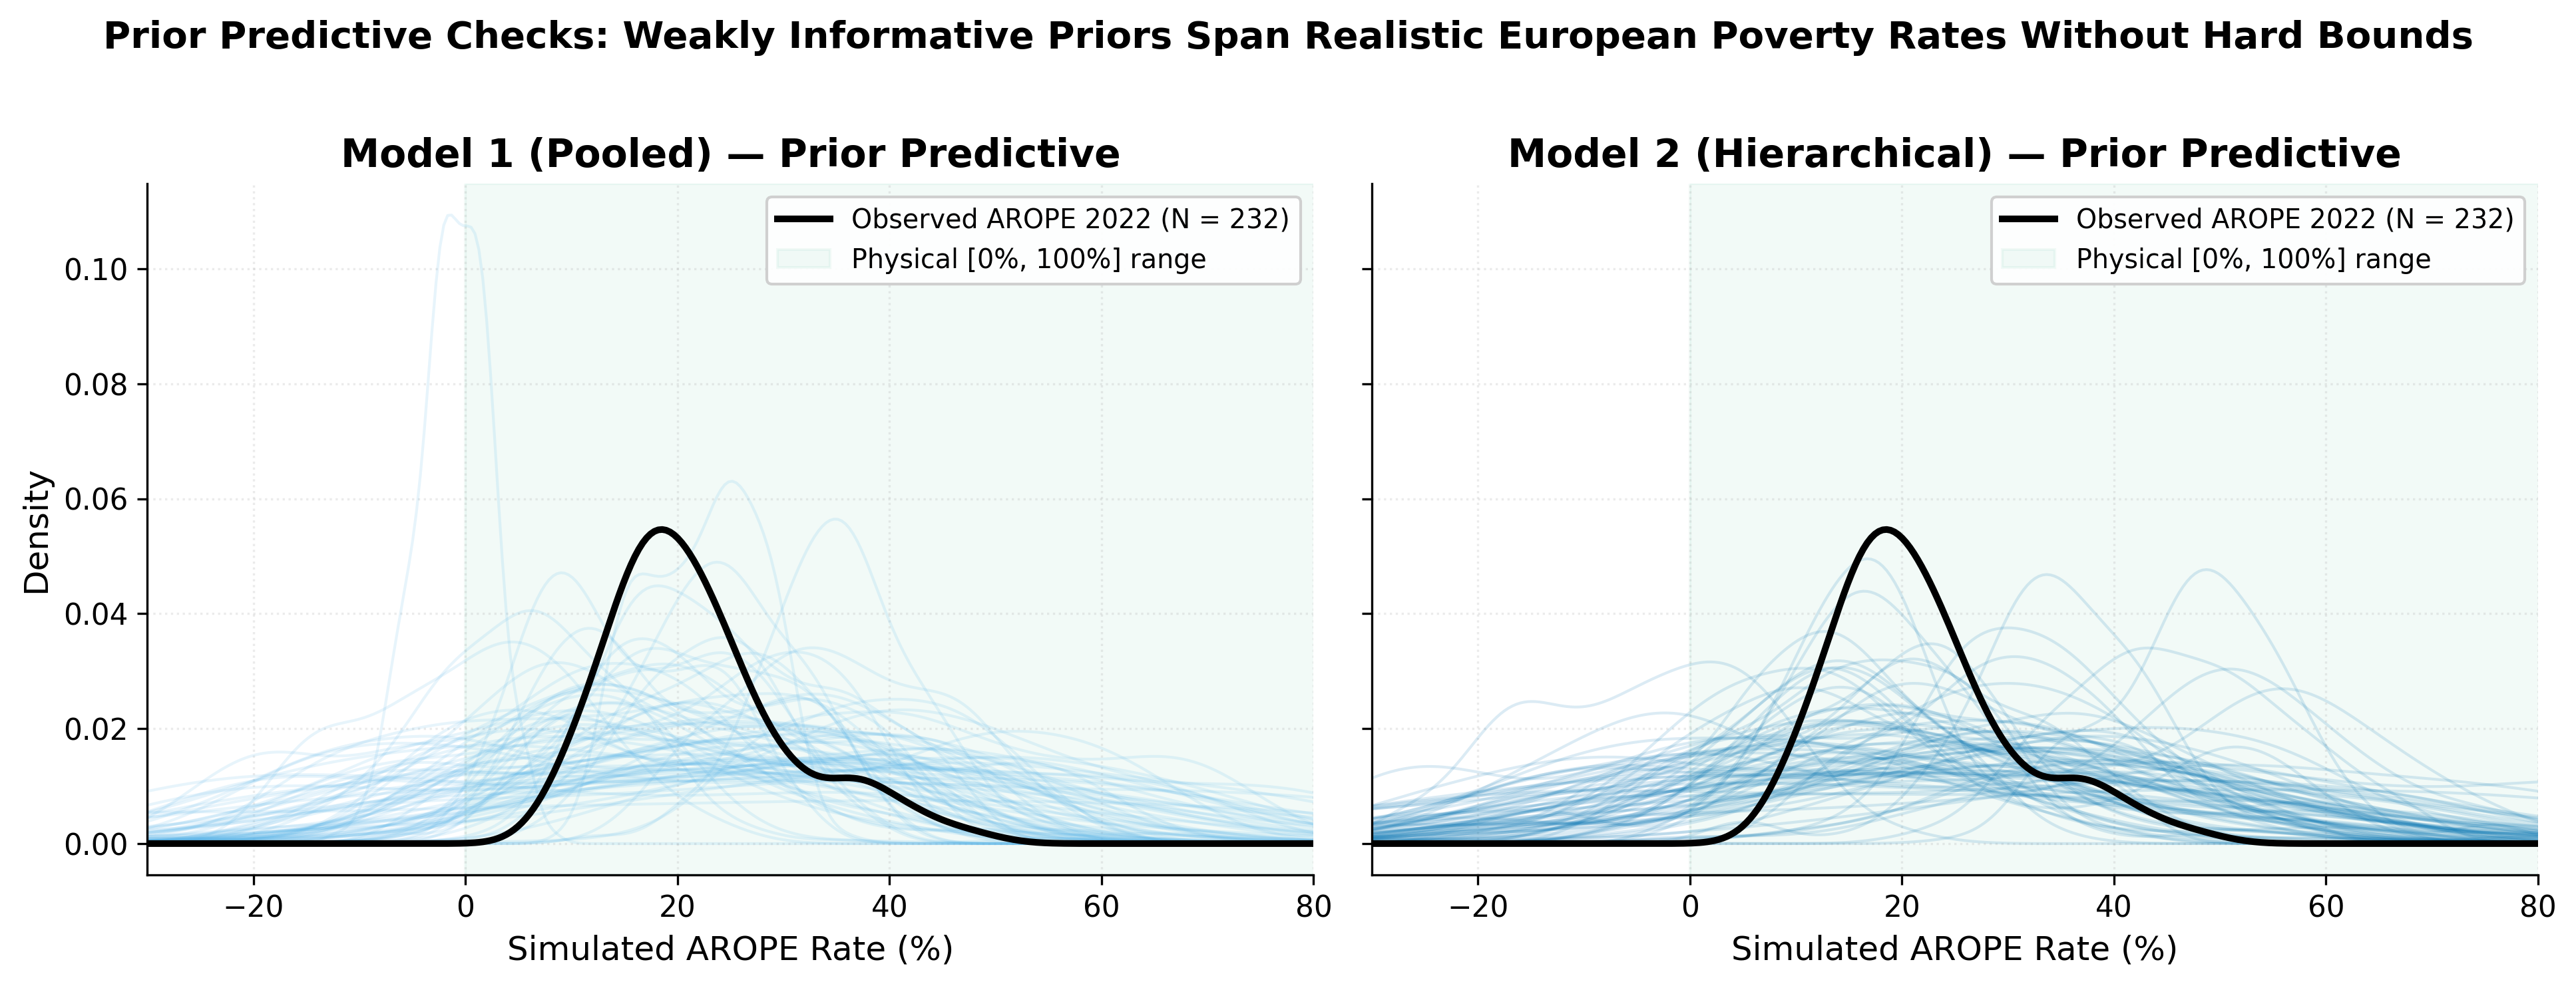 Prior Predictive Checks: Weakly Informative Priors Span Realistic European Poverty Rates Without Hard Bounds
Model 1 (Pooled) — Prior Predictive
Observed AROPE 2022 (N = 232)
Physical [0%, 100%] range
0.10
0.08
0.06
0.04
0.02
0.00
Density
−20
0
20
40
60
80
Simulated AROPE Rate (%)
Model 2 (Hierarchical) — Prior Predictive
Observed AROPE 2022 (N = 232)
Physical [0%, 100%] range
−20
0
20
40
60
80
Simulated AROPE Rate (%)